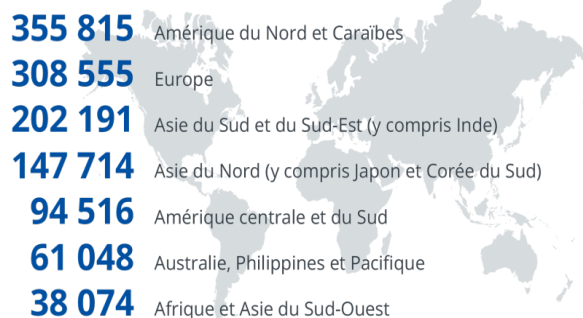 355 815 Amérique du Nord et Caraïbes
308 555 Europe
202 191 Asie du Sud et du Sud-Est (y compris Inde)
147 714 Asie du Nord (y compris Japon et Corée du Sud)
94 516 Amérique centrale et du Sud
61 048 Australie, Philippines et Pacifique
38 074 Afrique et Asie du Sud-Ouest